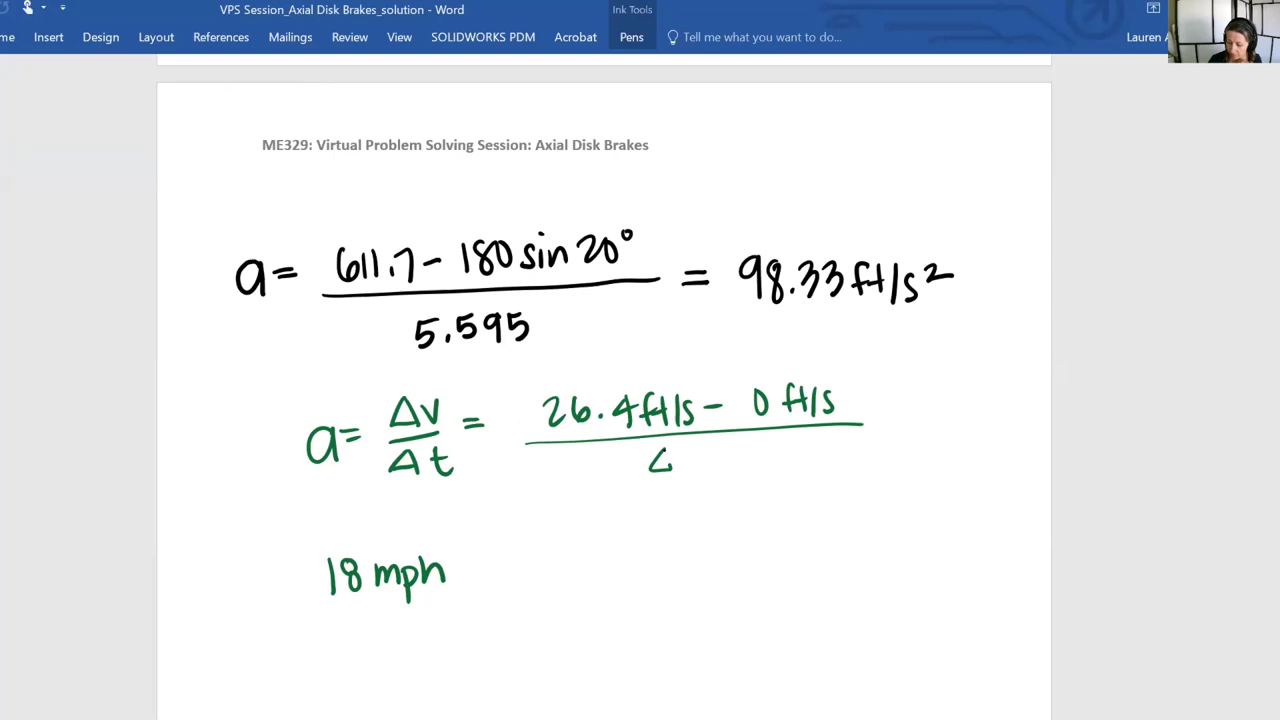 VPS Session_Axial Disk Brakes_solution - Word
Ink Tools
me Insert Design Layout References Mailings Review View SOLIDWORKS PDM Acrobat Pens Tell me what you want to do... Lauren A
ME329: Virtual Problem Solving Session: Axial Disk Brakes
a= 611.7 - 180 sin 20° / 5.595 = 98.33 ft/s²
a= Δv / Δt = 26.4 ft/s - 0 ft/s / Δ
18 mph